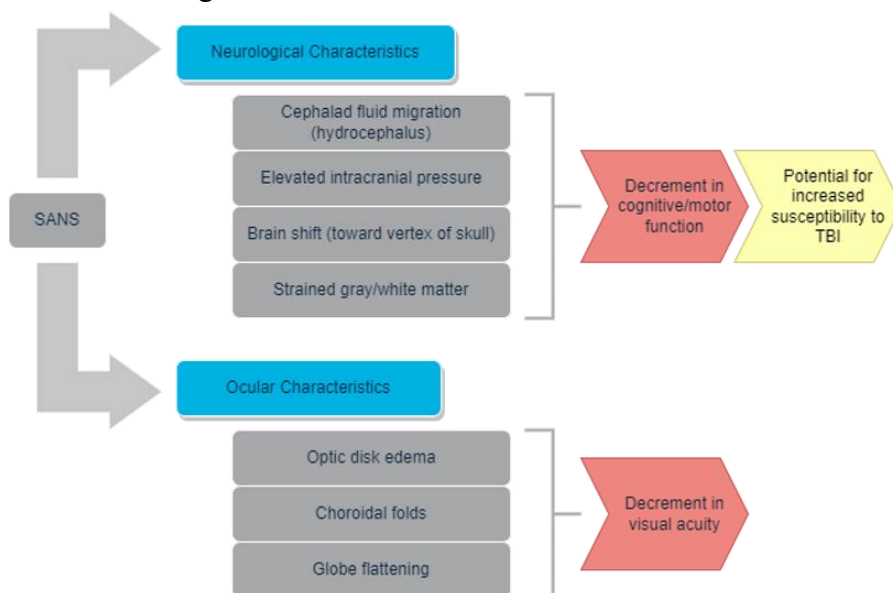 Neurological Characteristics
Cephalad fluid migration
(hydrocephalus)
Elevated intracranial pressure
Brain shift (toward vertex of skull)
Strained gray/white matter
Decrement in
cognitive/motor
function
Potential for
increased
susceptibility to
TBI
SANS
Ocular Characteristics
Optic disk edema
Choroidal folds
Globe flattening
Decrement in
visual acuity